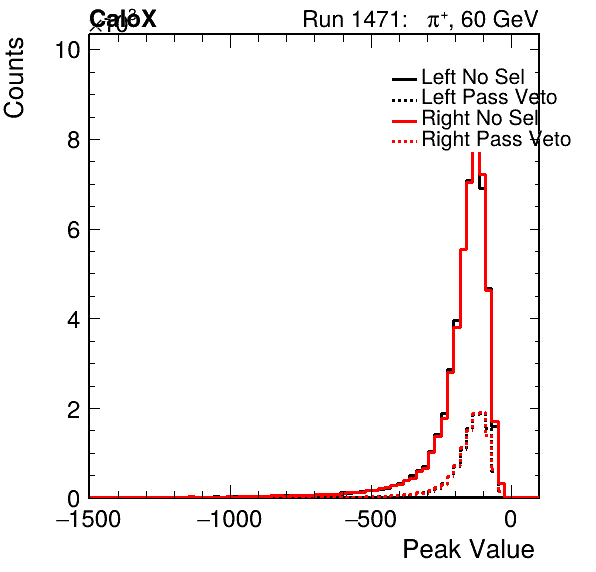 ×10³
CaloX Run 1471: π⁺, 60 GeV
Counts
10
8
6
4
2
0
Left No Sel
Left Pass Veto
Right No Sel
Right Pass Veto
−1500 −1000 −500 0
Peak Value